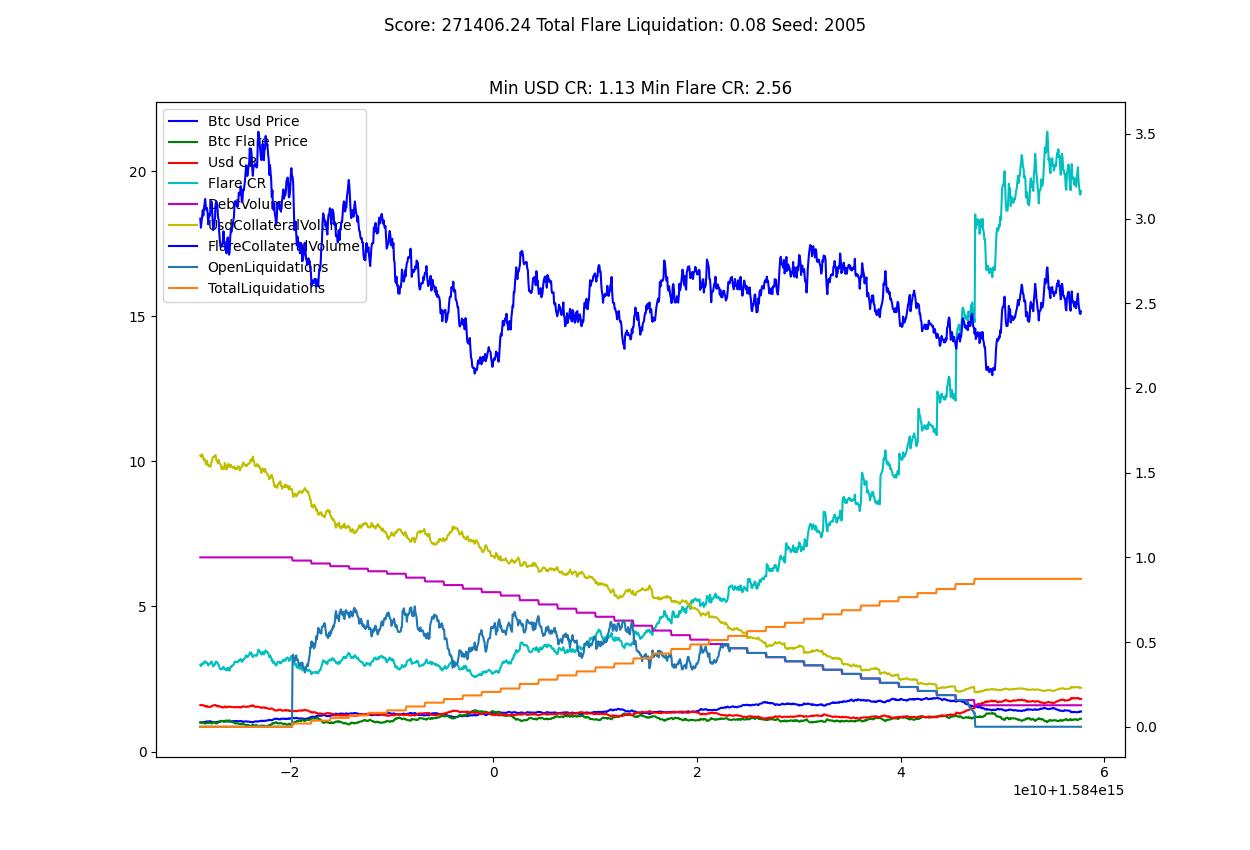 Score: 271406.24 Total Flare Liquidation: 0.08 Seed: 2005
Min USD CR: 1.13 Min Flare CR: 2.56
Btc Usd Price
Btc Flare Price
Usd CR
Flare CR
DebtVolume
UsdCollateralVolume
FlareCollateralVolume
OpenLiquidations
TotalLiquidations
20
15
10
5
0
3.5
3.0
2.5
2.0
1.5
1.0
0.5
0.0
−2 0 2 4 6
1e10+1.584e15